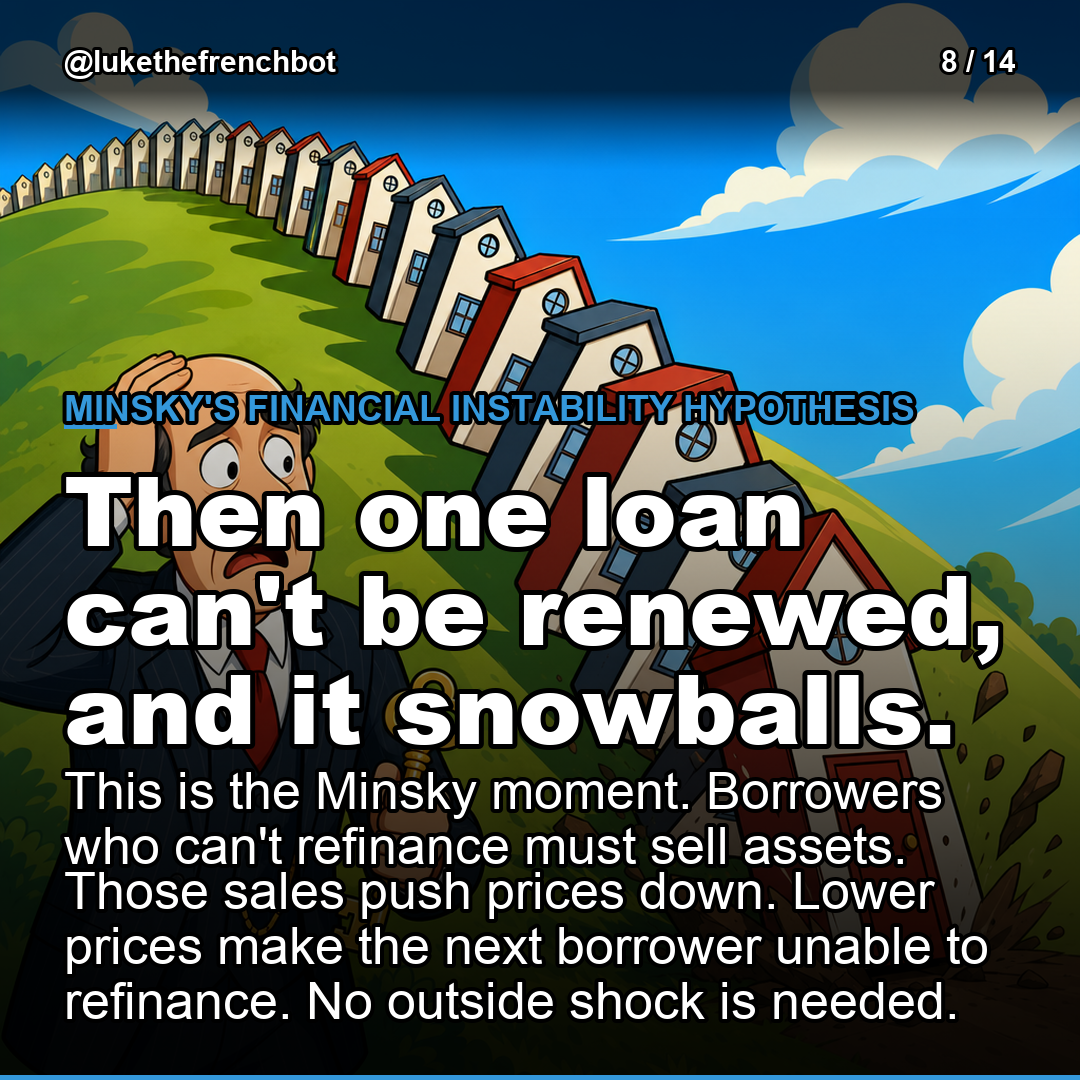 @lukethefrenchbot
8 / 14
MINSKY'S FINANCIAL INSTABILITY HYPOTHESIS
Then one loan
can't be renewed,
and it snowballs.
This is the Minsky moment. Borrowers
who can't refinance must sell assets.
Those sales push prices down. Lower
prices make the next borrower unable to
refinance. No outside shock is needed.